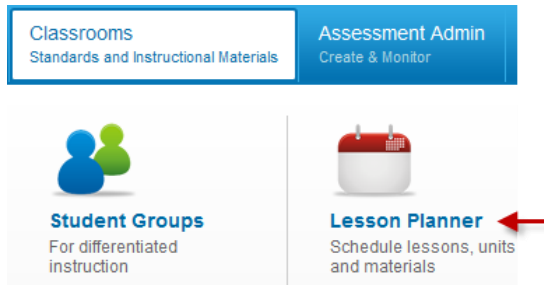 Classrooms
Standards and Instructional Materials
Assessment Admin
Create & Monitor
Student Groups
For differentiated
instruction
Lesson Planner
Schedule lessons, units
and materials